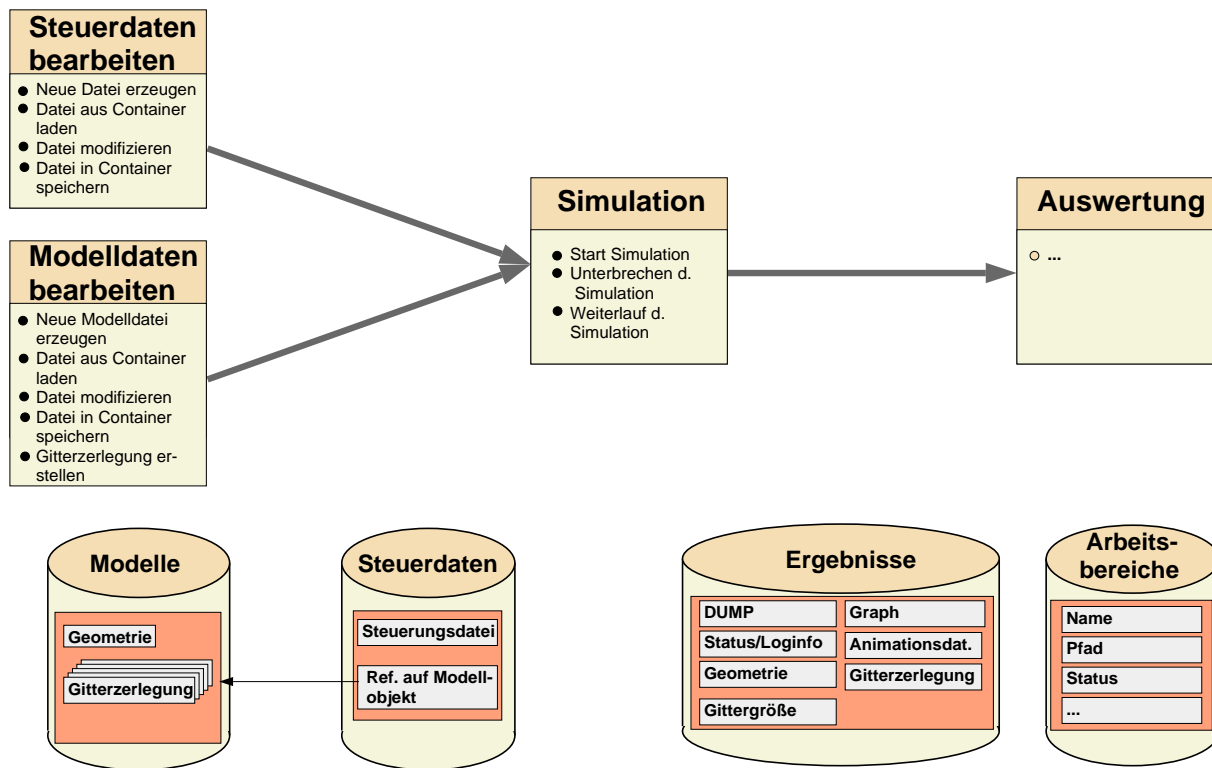 Steuerdaten
bearbeiten
Neue Datei erzeugen
Datei aus Container
laden
Datei modifizieren
Datei in Container
speichern
Modelldaten
bearbeiten
Neue Modelldatei
erzeugen
Datei aus Container
laden
Datei modifizieren
Datei in Container
speichern
Gitterzerlegung er-
stellen
Simulation
Start Simulation
Unterbrechen d.
Simulation
Weiterlauf d.
Simulation
Auswertung
...
Modelle
Geometrie
Gitterzerlegung
Steuerdaten
Steuerungsdatei
Ref. auf Modell-
objekt
Ergebnisse
DUMP
Status/Loginfo
Geometrie
Gittergröße
Graph
Animationsdat.
Gitterzerlegung
Arbeits-
bereiche
Name
Pfad
Status
...